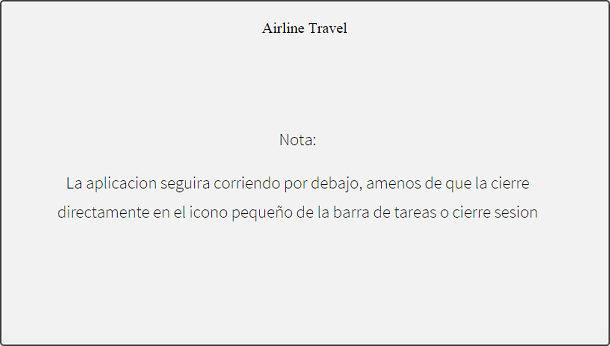 Airline Travel
Nota:
La aplicacion seguira corriendo por debajo, amenos de que la cierre
directamente en el icono pequeño de la barra de tareas o cierre sesion